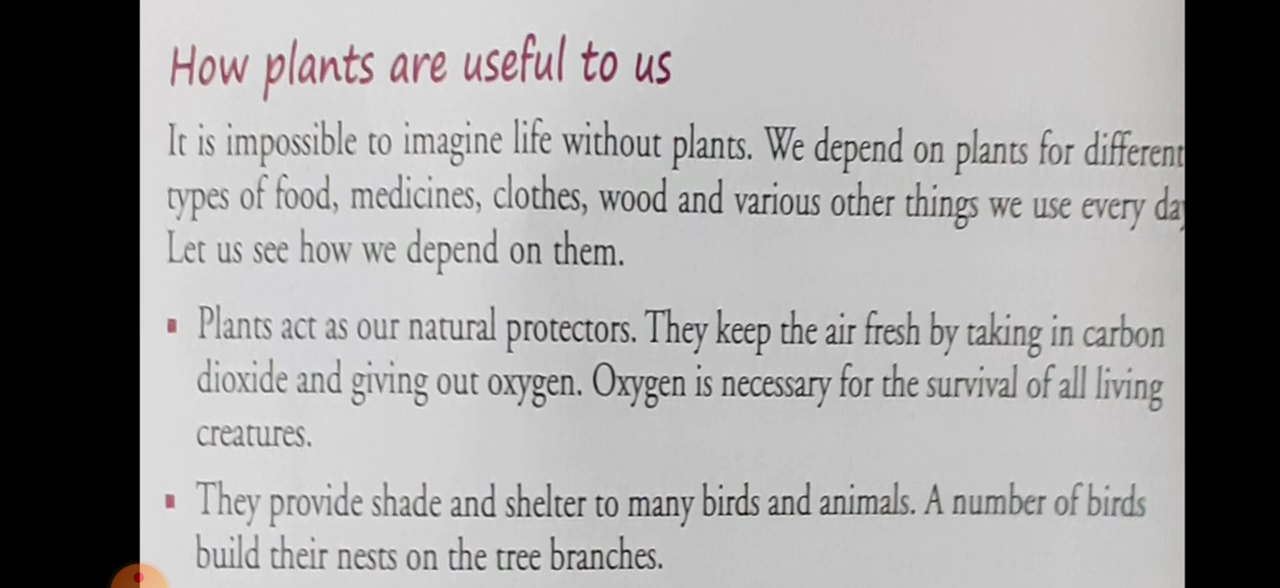 How plants are useful to us
It is impossible to imagine life without plants. We depend on plants for different
types of food, medicines, clothes, wood and various other things we use every day
Let us see how we depend on them.
▪ Plants act as our natural protectors. They keep the air fresh by taking in carbon
dioxide and giving out oxygen. Oxygen is necessary for the survival of all living
creatures.
▪ They provide shade and shelter to many birds and animals. A number of birds
build their nests on the tree branches.